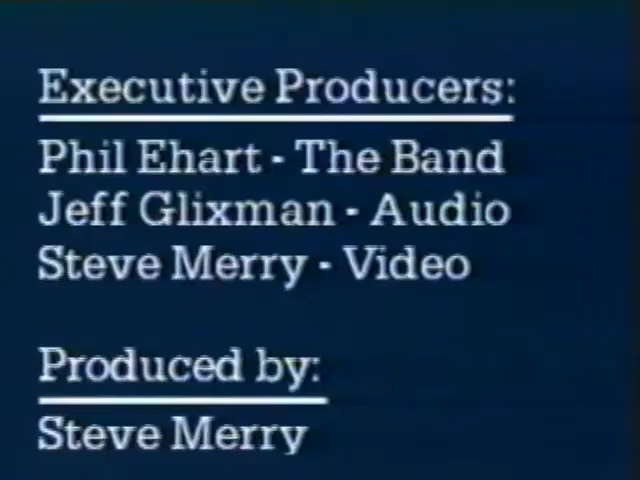 Executive Producers:
Phil Ehart - The Band
Jeff Glixman - Audio
Steve Merry - Video
Produced by:
Steve Merry